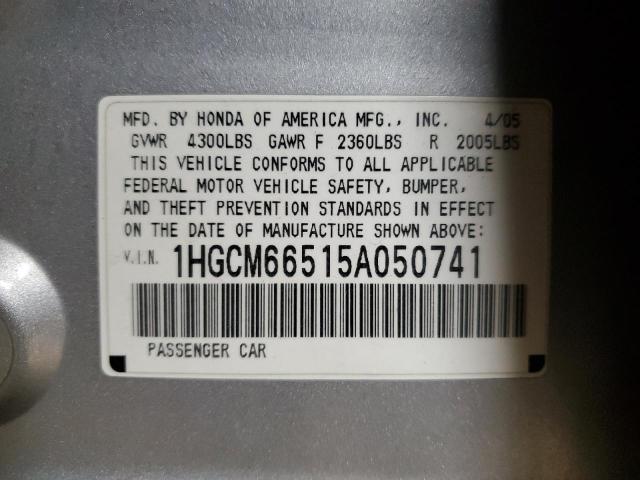 MFD. BY HONDA OF AMERICA MFG., INC. 4/05
GVWR 4300LBS GAWR F 2360LBS R 2005LBS
THIS VEHICLE CONFORMS TO ALL APPLICABLE
FEDERAL MOTOR VEHICLE SAFETY, BUMPER,
AND THEFT PREVENTION STANDARDS IN EFFECT
ON THE DATE OF MANUFACTURE SHOWN ABOVE:
V.I.N. 1HGCM66515A050741
PASSENGER CAR